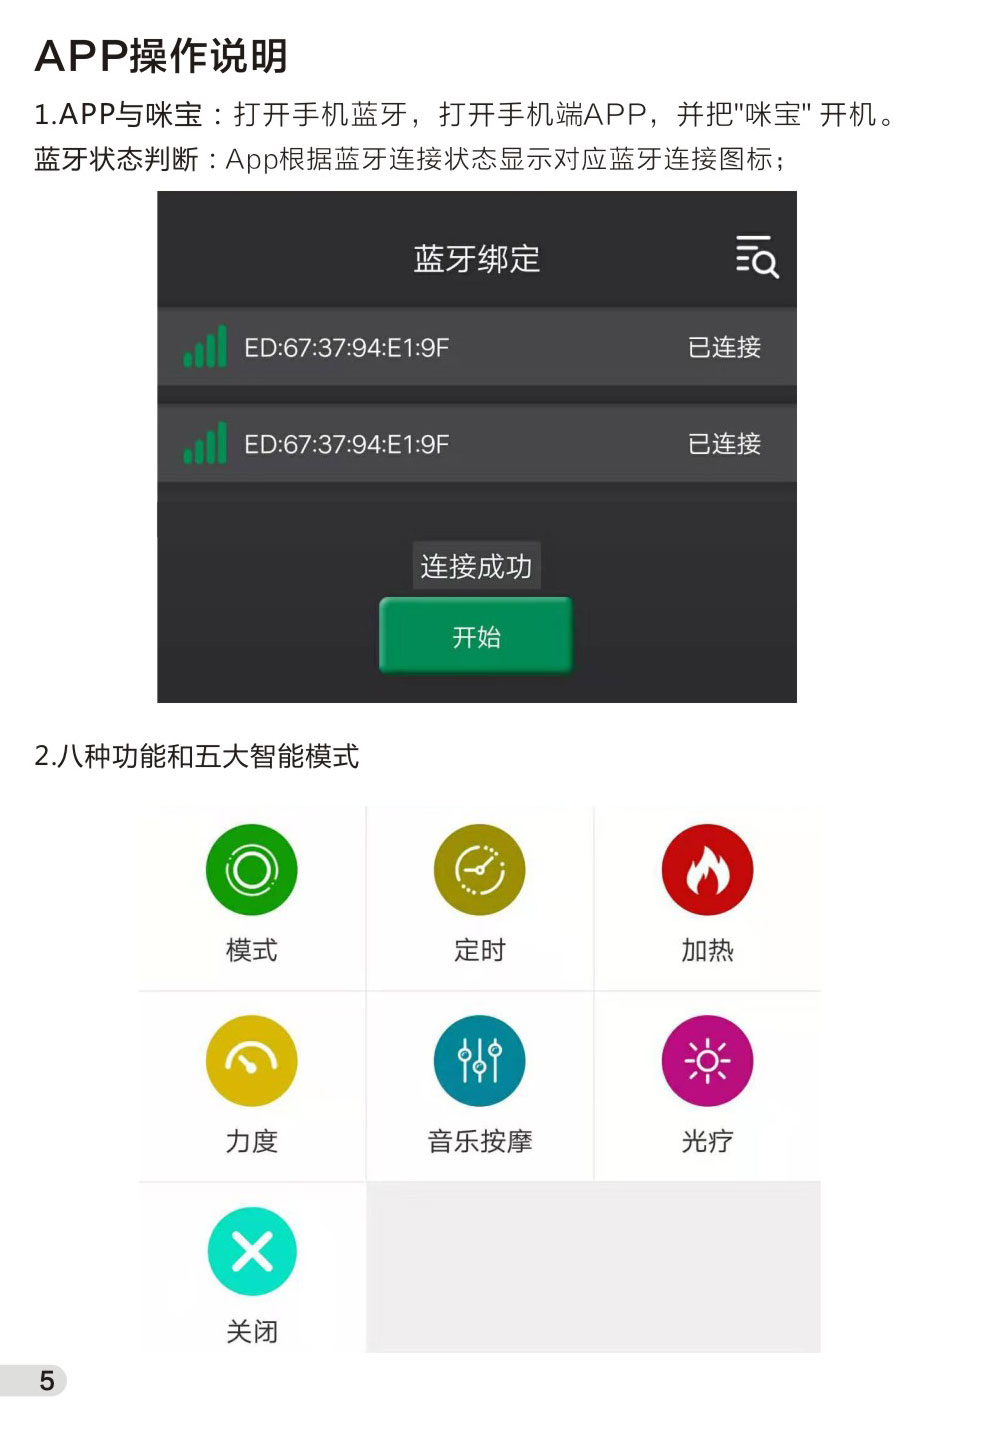 APP操作说明
1.APP与咪宝：打开手机蓝牙，打开手机端APP，并把"咪宝" 开机。
蓝牙状态判断：App根据蓝牙连接状态显示对应蓝牙连接图标；
蓝牙绑定
ED:67:37:94:E1:9F 已连接
ED:67:37:94:E1:9F 已连接
连接成功
开始
2.八种功能和五大智能模式
模式 定时 加热
力度 音乐按摩 光疗
关闭
5